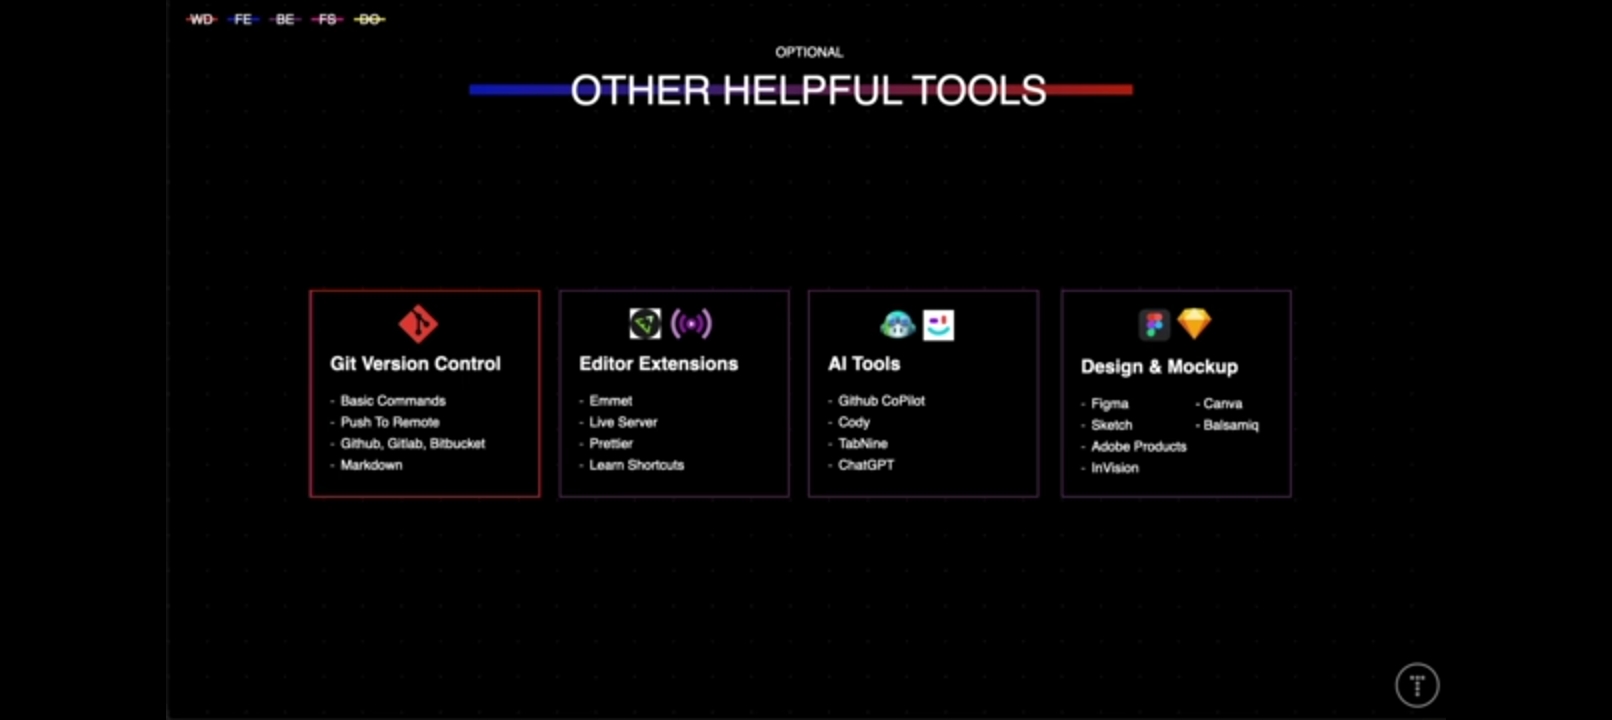 WD FE BE FS DO
OPTIONAL
OTHER HELPFUL TOOLS
Git Version Control
- Basic Commands
- Push To Remote
- Github, Gitlab, Bitbucket
- Markdown
Editor Extensions
- Emmet
- Live Server
- Prettier
- Learn Shortcuts
AI Tools
- Github CoPilot
- Cody
- TabNine
- ChatGPT
Design & Mockup
- Figma
- Sketch
- Adobe Products
- InVision
- Canva
- Balsamiq